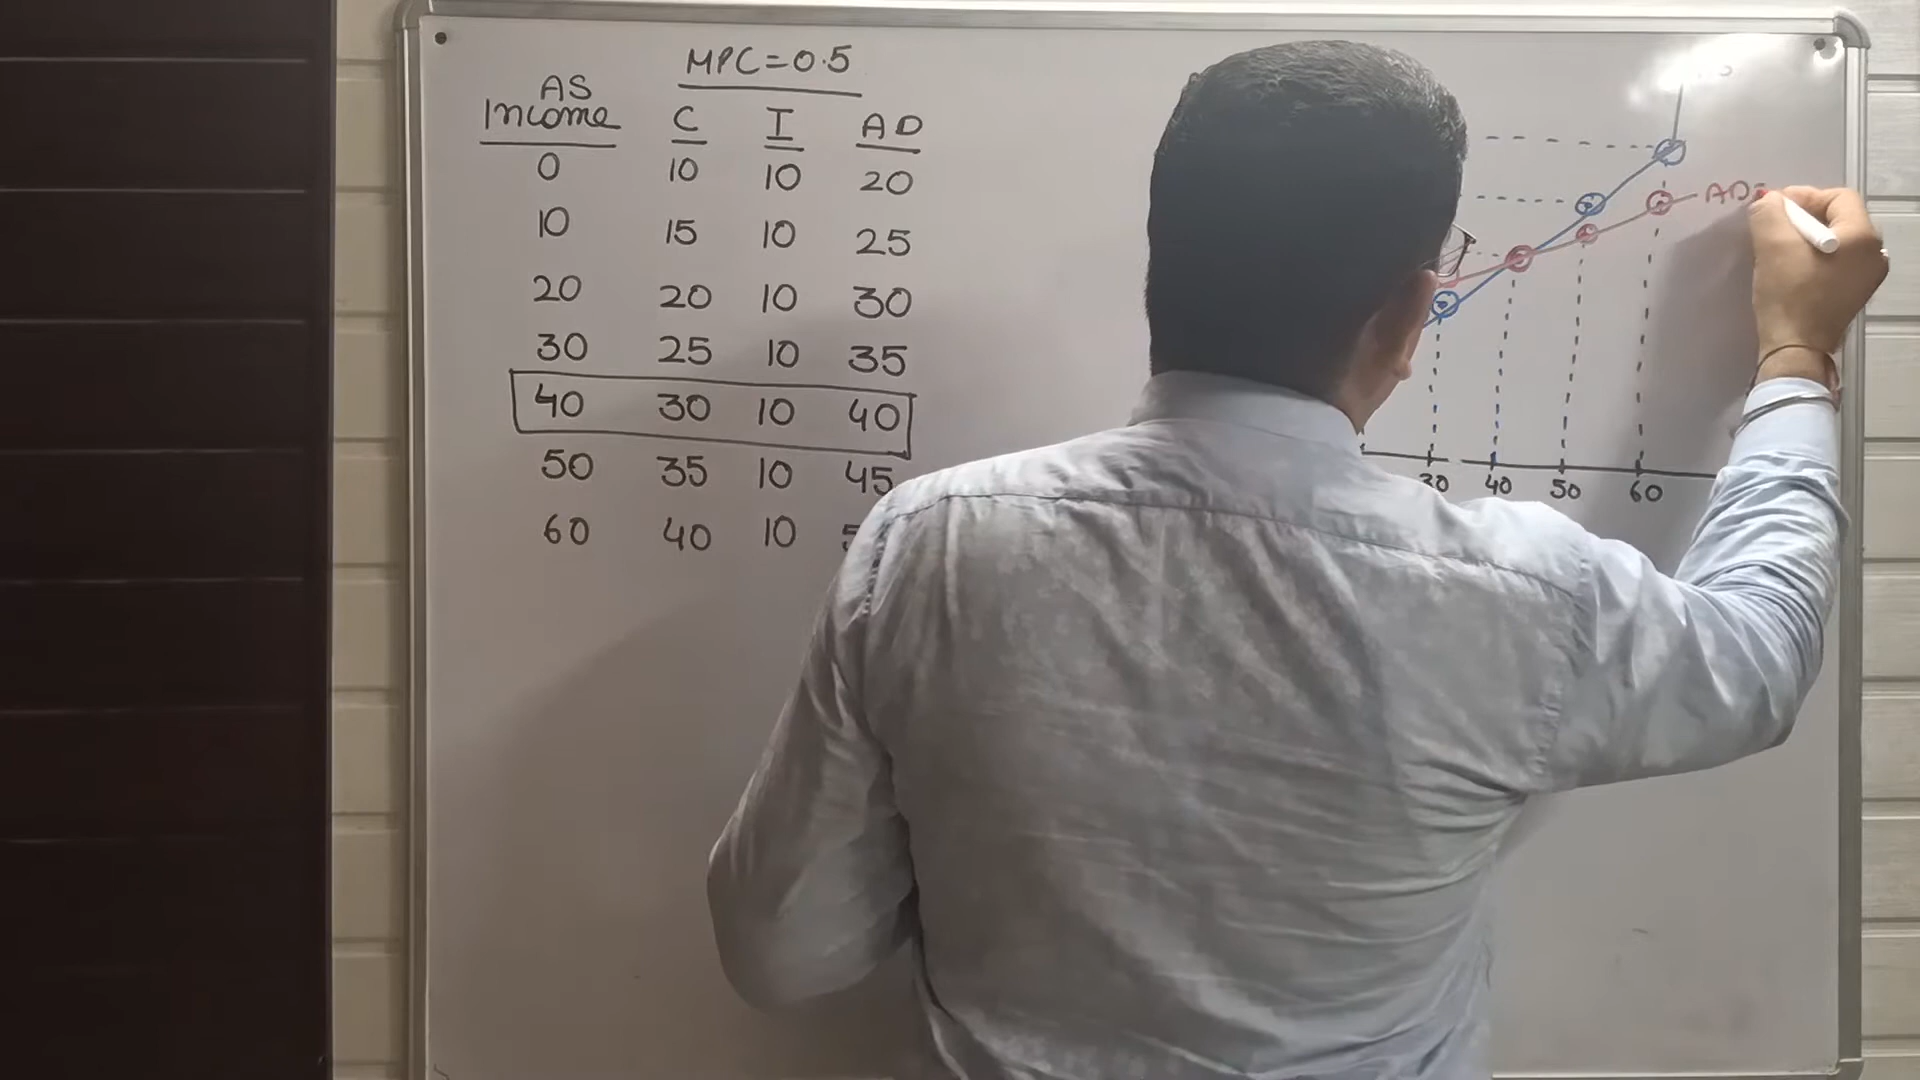 MPC=0.5
AS
Income C I AD
0 10 10 20
10 15 10 25
20 20 10 30
30 25 10 35
40 30 10 40
50 35 10 45
60 40 10
AD=
30 40 50 60